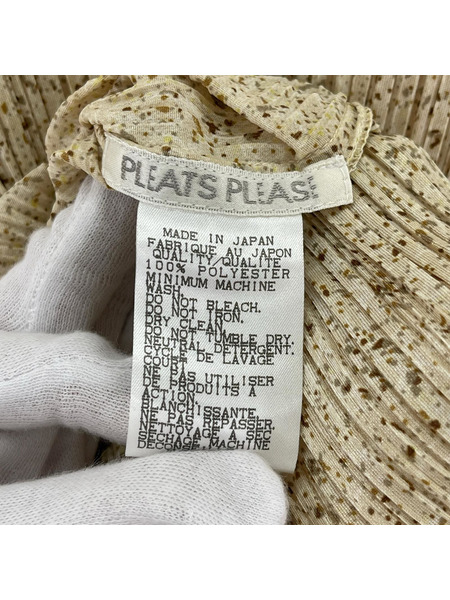 PLEATS PLEASE
MADE IN JAPAN
FABRIQUE AU JAPON
QUALITY/QUALITE
100% POLYESTER
MINIMUM MACHINE
WASH.
DO NOT BLEACH.
DO NOT IRON.
DRY CLEAN.
DO NOT TUMBLE DRY.
NEUTRAL DETERGENT.
CYCLE DE LAVAGE
COURT OU LAVAGE
NE PAS UTILISER
DE PRODUITS A
ACTION
BLANCHISSANTE.
NE PAS REPASSER.
NETTOYAGE A SEC
SECHAGE MACHINE